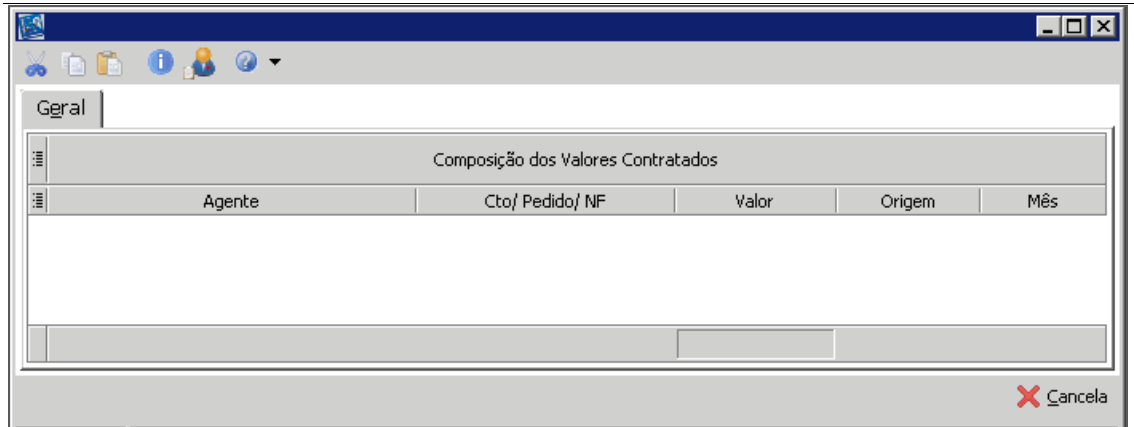 Geral
Composição dos Valores Contratados
Agente Cto/ Pedido/ NF Valor Origem Mês
Cancela